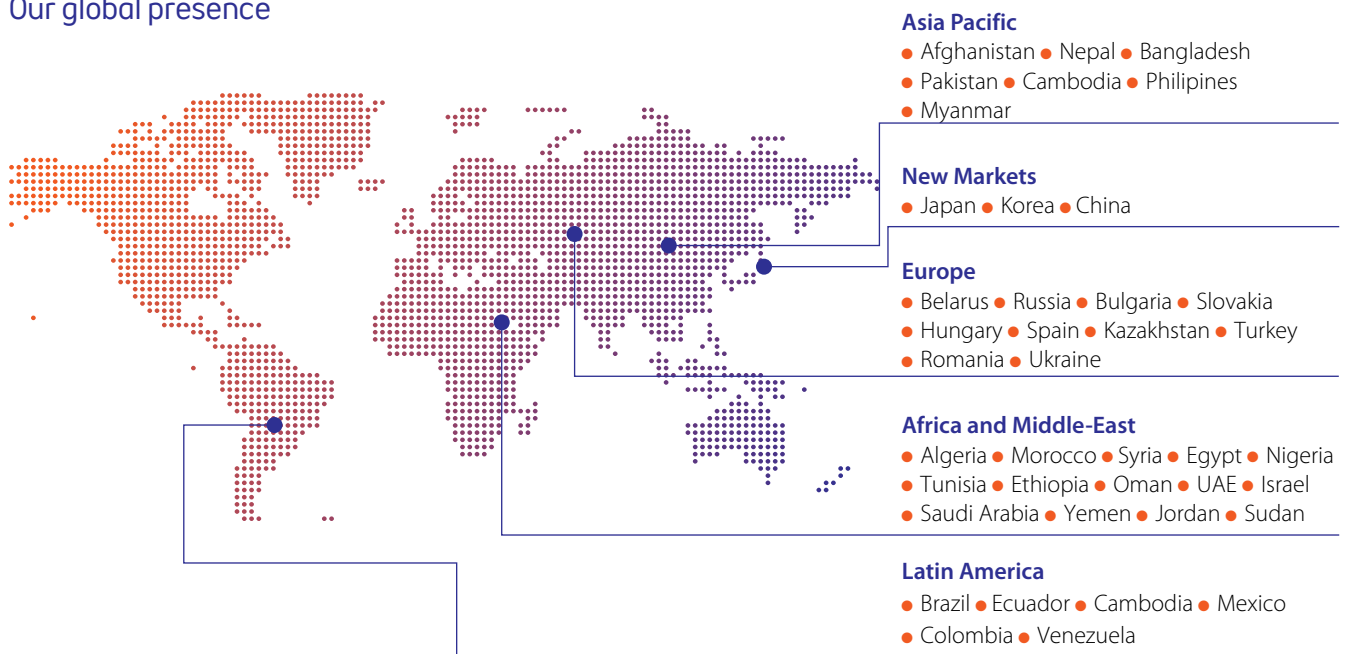 Our global presence
Asia Pacific
• Afghanistan • Nepal • Bangladesh
• Pakistan • Cambodia • Philipines
• Myanmar
New Markets
• Japan • Korea • China
Europe
• Belarus • Russia • Bulgaria • Slovakia
• Hungary • Spain • Kazakhstan • Turkey
• Romania • Ukraine
Africa and Middle-East
• Algeria • Morocco • Syria • Egypt • Nigeria
• Tunisia • Ethiopia • Oman • UAE • Israel
• Saudi Arabia • Yemen • Jordan • Sudan
Latin America
• Brazil • Ecuador • Cambodia • Mexico
• Colombia • Venezuela